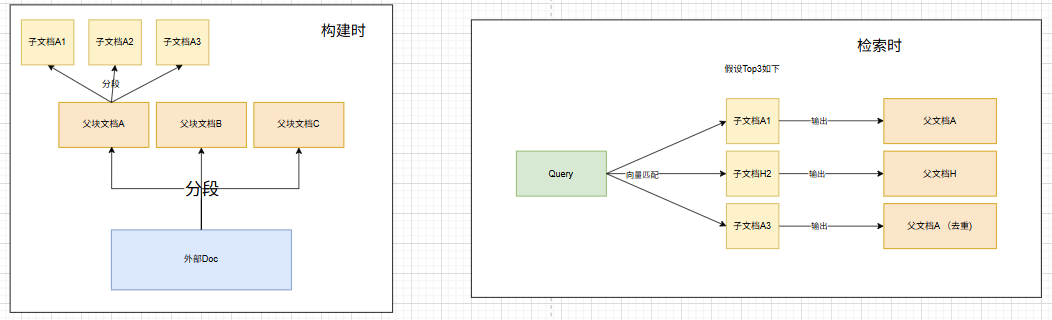 构建时
子文档A1
子文档A2
子文档A3
分段
父块文档A
父块文档B
父块文档C
分段
外部Doc
检索时
假设Top3如下
Query
向量匹配
子文档A1
输出
父文档A
子文档H2
输出
父文档H
子文档A3
输出
父文档A（去重)